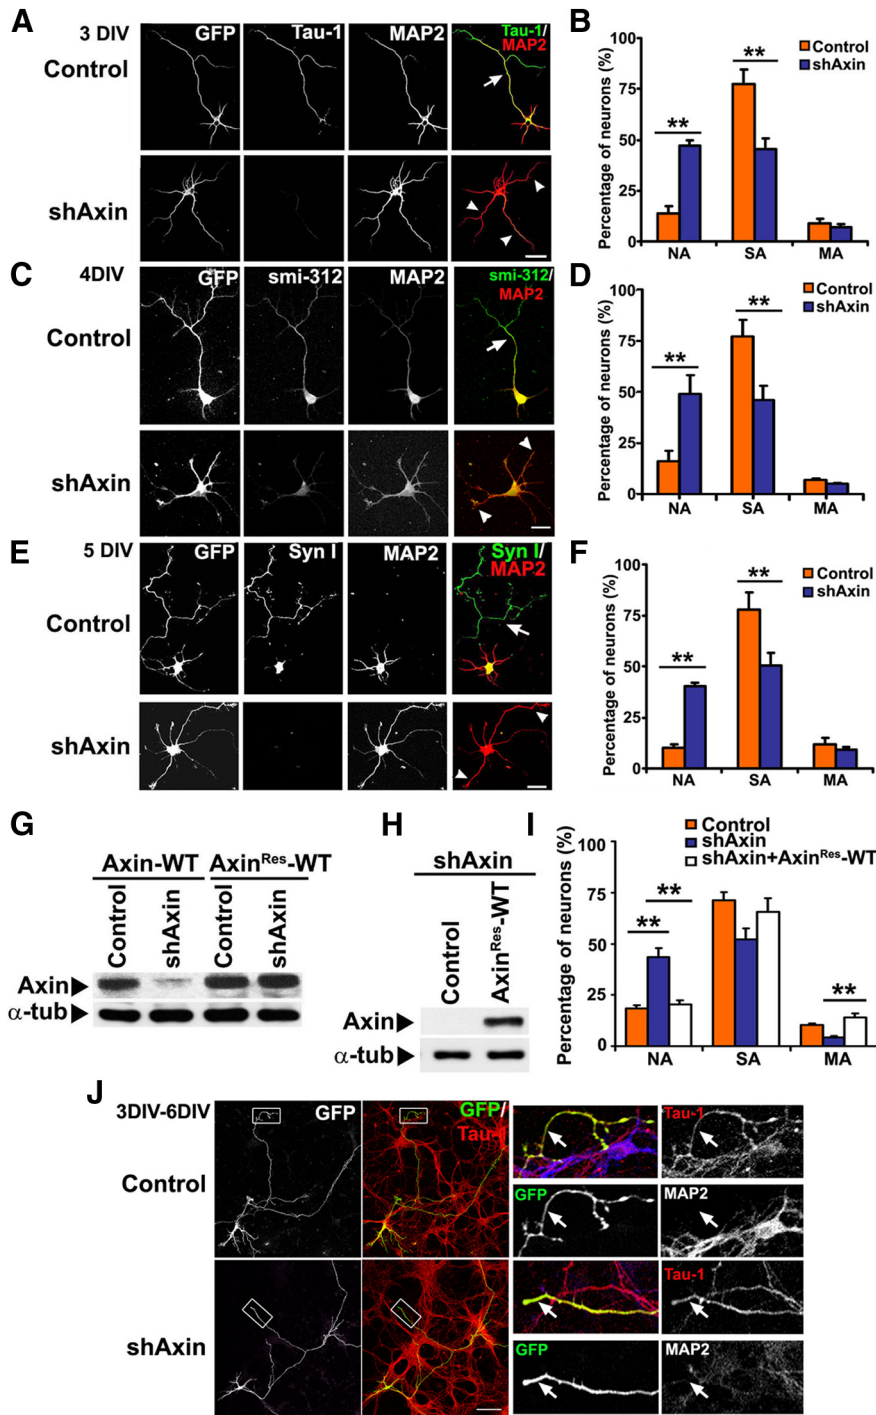 A
3 DIV
GFP
Tau-1
MAP2
Tau-1/
MAP2
Control
shAxin
B
Percentage of neurons (%)
75
50
25
0
NA
SA
MA
**
**
Control
shAxin
C
4DIV
GFP
smi-312
MAP2
smi-312/
MAP2
Control
shAxin
D
Percentage of neurons (%)
75
50
25
0
NA
SA
MA
**
**
Control
shAxin
E
5 DIV
GFP
Syn I
MAP2
Syn I/
MAP2
Control
shAxin
F
Percentage of neurons (%)
75
50
25
0
NA
SA
MA
**
**
Control
shAxin
G
Axin-WT
AxinRes-WT
Control
shAxin
Control
shAxin
Axin
α-tub
H
shAxin
Control
AxinRes-WT
Axin
α-tub
I
Control
shAxin
shAxin+AxinRes-WT
Percentage of neurons (%)
75
50
25
0
NA
SA
MA
**
**
**
J
3DIV-6DIV
GFP
GFP/
Tau-1
Tau-1
Control
GFP
MAP2
shAxin
Tau-1
GFP
MAP2